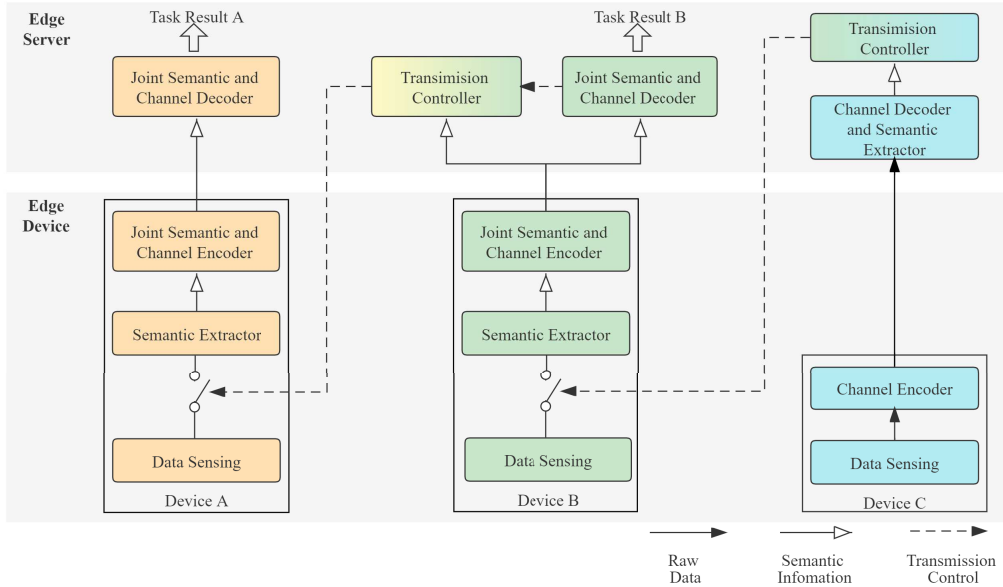 Edge
Server
Task Result A
Task Result B
Joint Semantic and
Channel Decoder
Transimision
Controller
Joint Semantic and
Channel Decoder
Transimision
Controller
Channel Decoder
and Semantic
Extractor
Edge
Device
Joint Semantic and
Channel Encoder
Semantic Extractor
Data Sensing
Device A
Joint Semantic and
Channel Encoder
Semantic Extractor
Data Sensing
Device B
Channel Encoder
Data Sensing
Device C
Raw
Data
Semantic
Infomation
Transmission
Control